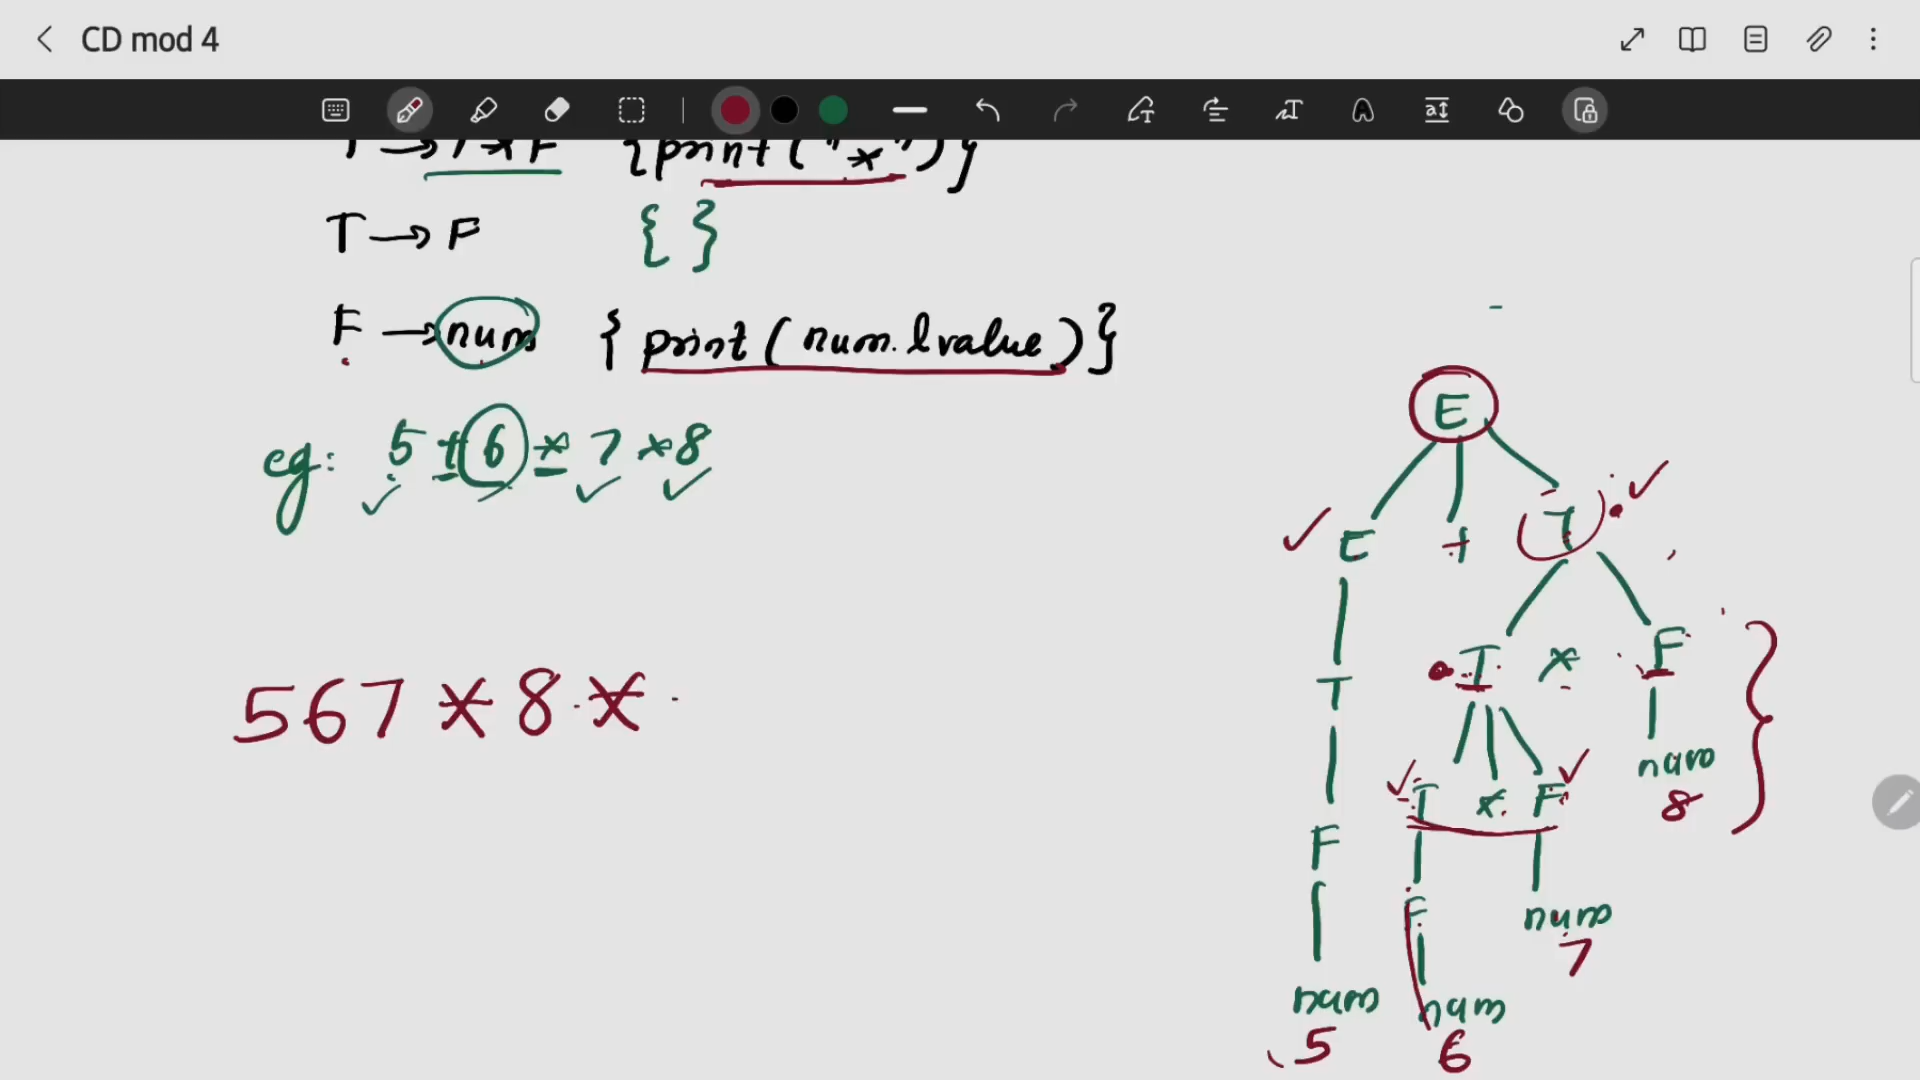 CD mod 4
T → T * F {print("*")}
T → F { }
F → num {print(num.lvalue)}
eg: 5 + 6 * 7 * 8
E
E + T
T * F
567 * 8 *
T
num
8
T * F
F
F num
7
num num
5 6